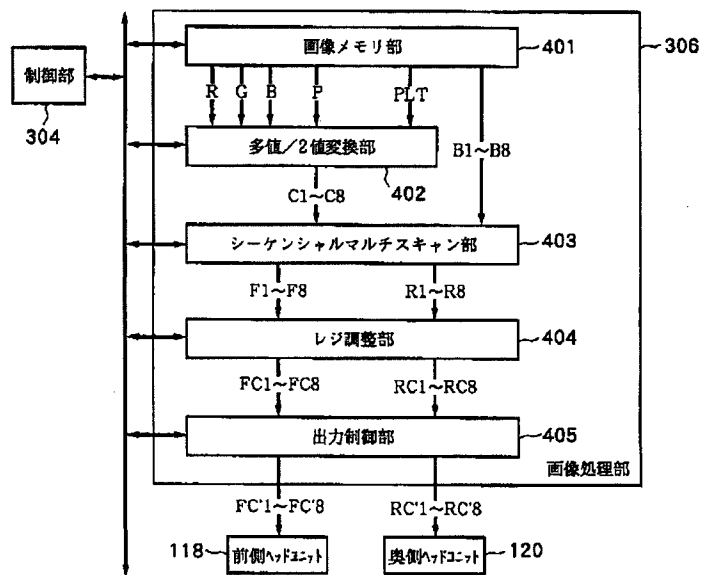 画像メモリ部
401
306
制御部
304
R
G
B
P
PLT
多値/2値変換部
402
B1~B8
C1~C8
シーケンシャルマルチスキャン部
403
F1~F8
R1~R8
レジ調整部
404
FC1~FC8
RC1~RC8
出力制御部
405
画像処理部
FC'1~FC'8
RC'1~RC'8
118
前側ヘッドユニット
奥側ヘッドユニット
120